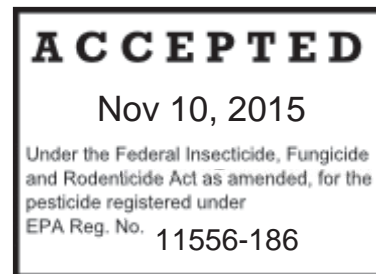 ACCEPTED
Nov 10, 2015
Under the Federal Insecticide, Fungicide
and Rodenticide Act as amended, for the
pesticide registered under
EPA Reg. No. 11556-186